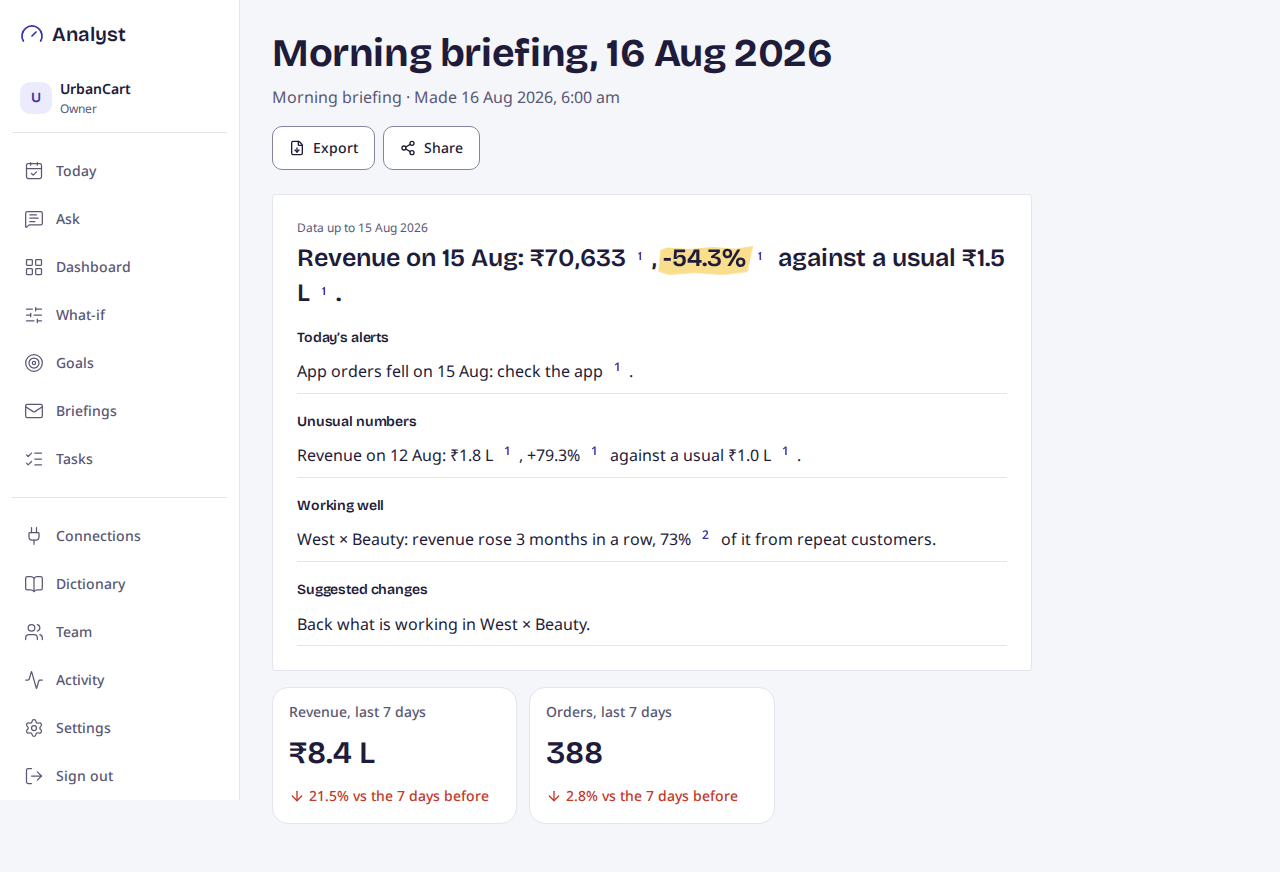 Analyst
U
UrbanCart
Owner
Today
Ask
Dashboard
What-if
Goals
Briefings
Tasks
Connections
Dictionary
Team
Activity
Settings
Sign out
Morning briefing, 16 Aug 2026
Morning briefing · Made 16 Aug 2026, 6:00 am
Export
Share
Data up to 15 Aug 2026
Revenue on 15 Aug: ₹70,633 1 , -54.3% 1 against a usual ₹1.5
L 1 .
Today's alerts
App orders fell on 15 Aug: check the app 1 .
Unusual numbers
Revenue on 12 Aug: ₹1.8 L 1 , +79.3% 1 against a usual ₹1.0 L 1 .
Working well
West × Beauty: revenue rose 3 months in a row, 73% 2 of it from repeat customers.
Suggested changes
Back what is working in West × Beauty.
Revenue, last 7 days
₹8.4 L
↓ 21.5% vs the 7 days before
Orders, last 7 days
388
↓ 2.8% vs the 7 days before